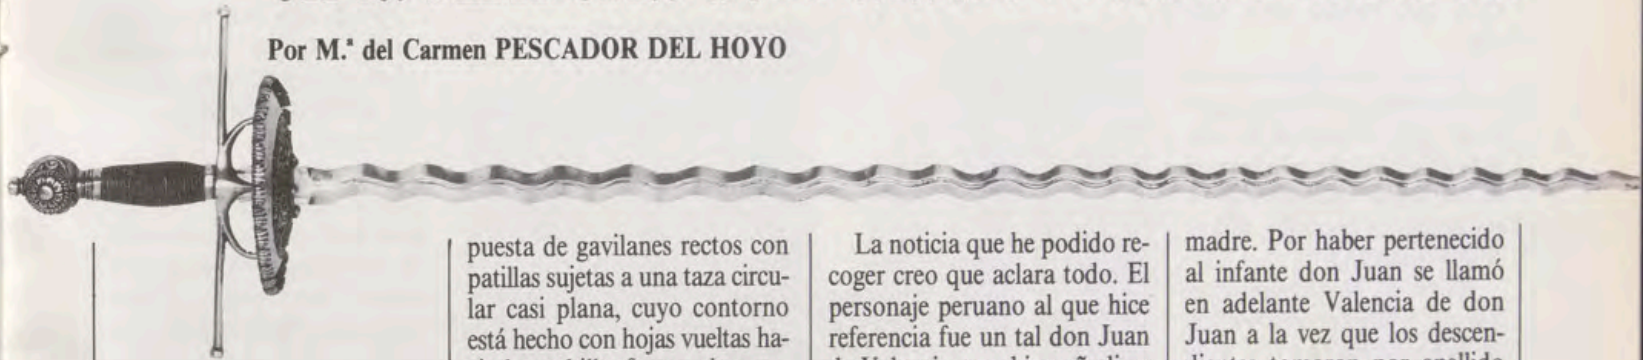 Por M.ª del Carmen PESCADOR DEL HOYO
puesta de gavilanes rectos con
patillas sujetas a una taza circu-
lar casi plana, cuyo contorno
está hecho con hojas vueltas ha-
La noticia que he podido re-
coger creo que aclara todo. El
personaje peruano al que hice
referencia fue un tal don Juan
madre. Por haber pertenecido
al infante don Juan se llamó
en adelante Valencia de don
Juan a la vez que los descen-